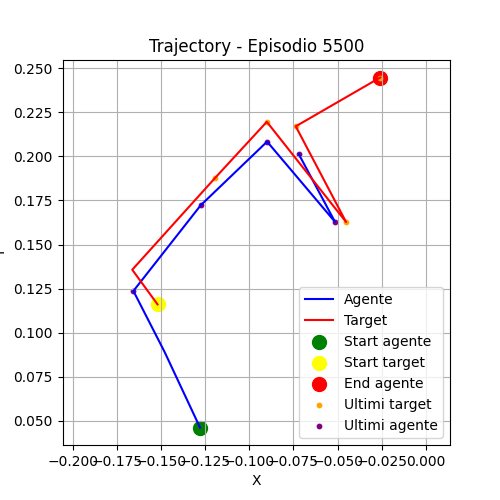 Trajectory - Episodio 5500
0.250
0.225
0.200
0.175
0.150
0.125
0.100
0.075
0.050
Agente
Target
Start agente
Start target
End agente
Ultimi target
Ultimi agente
−0.200 −0.175 −0.150 −0.125 −0.100 −0.075 −0.050 −0.025 0.000
X